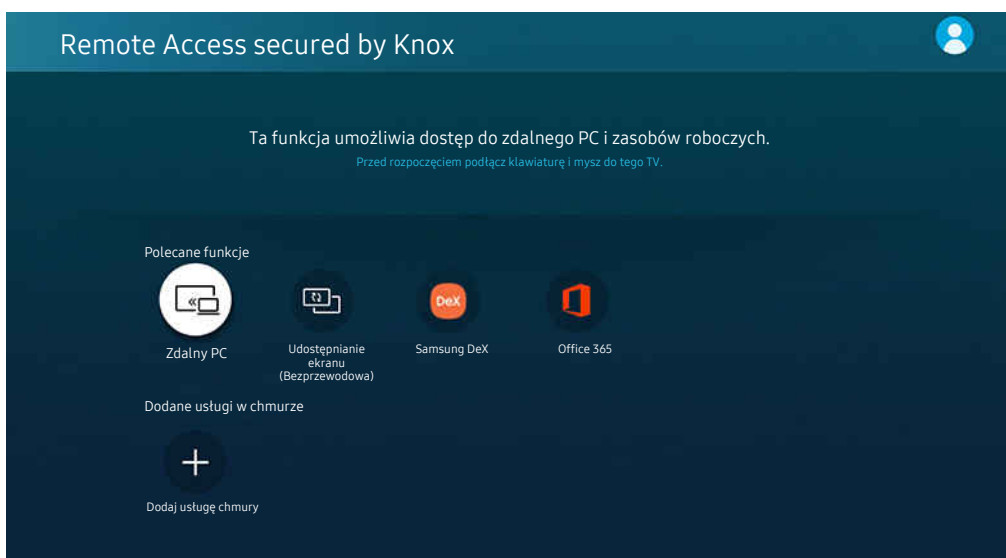 Remote Access secured by Knox
Ta funkcja umożliwia dostęp do zdalnego PC i zasobów roboczych.
Przed rozpoczęciem podłącz klawiaturę i mysz do tego TV.
Polecane funkcje
DeX
Zdalny PC
Udostępnianie
ekranu
(Bezprzewodowa)
Samsung DeX
Office 365
Dodane usługi w chmurze
Dodaj usługę chmury